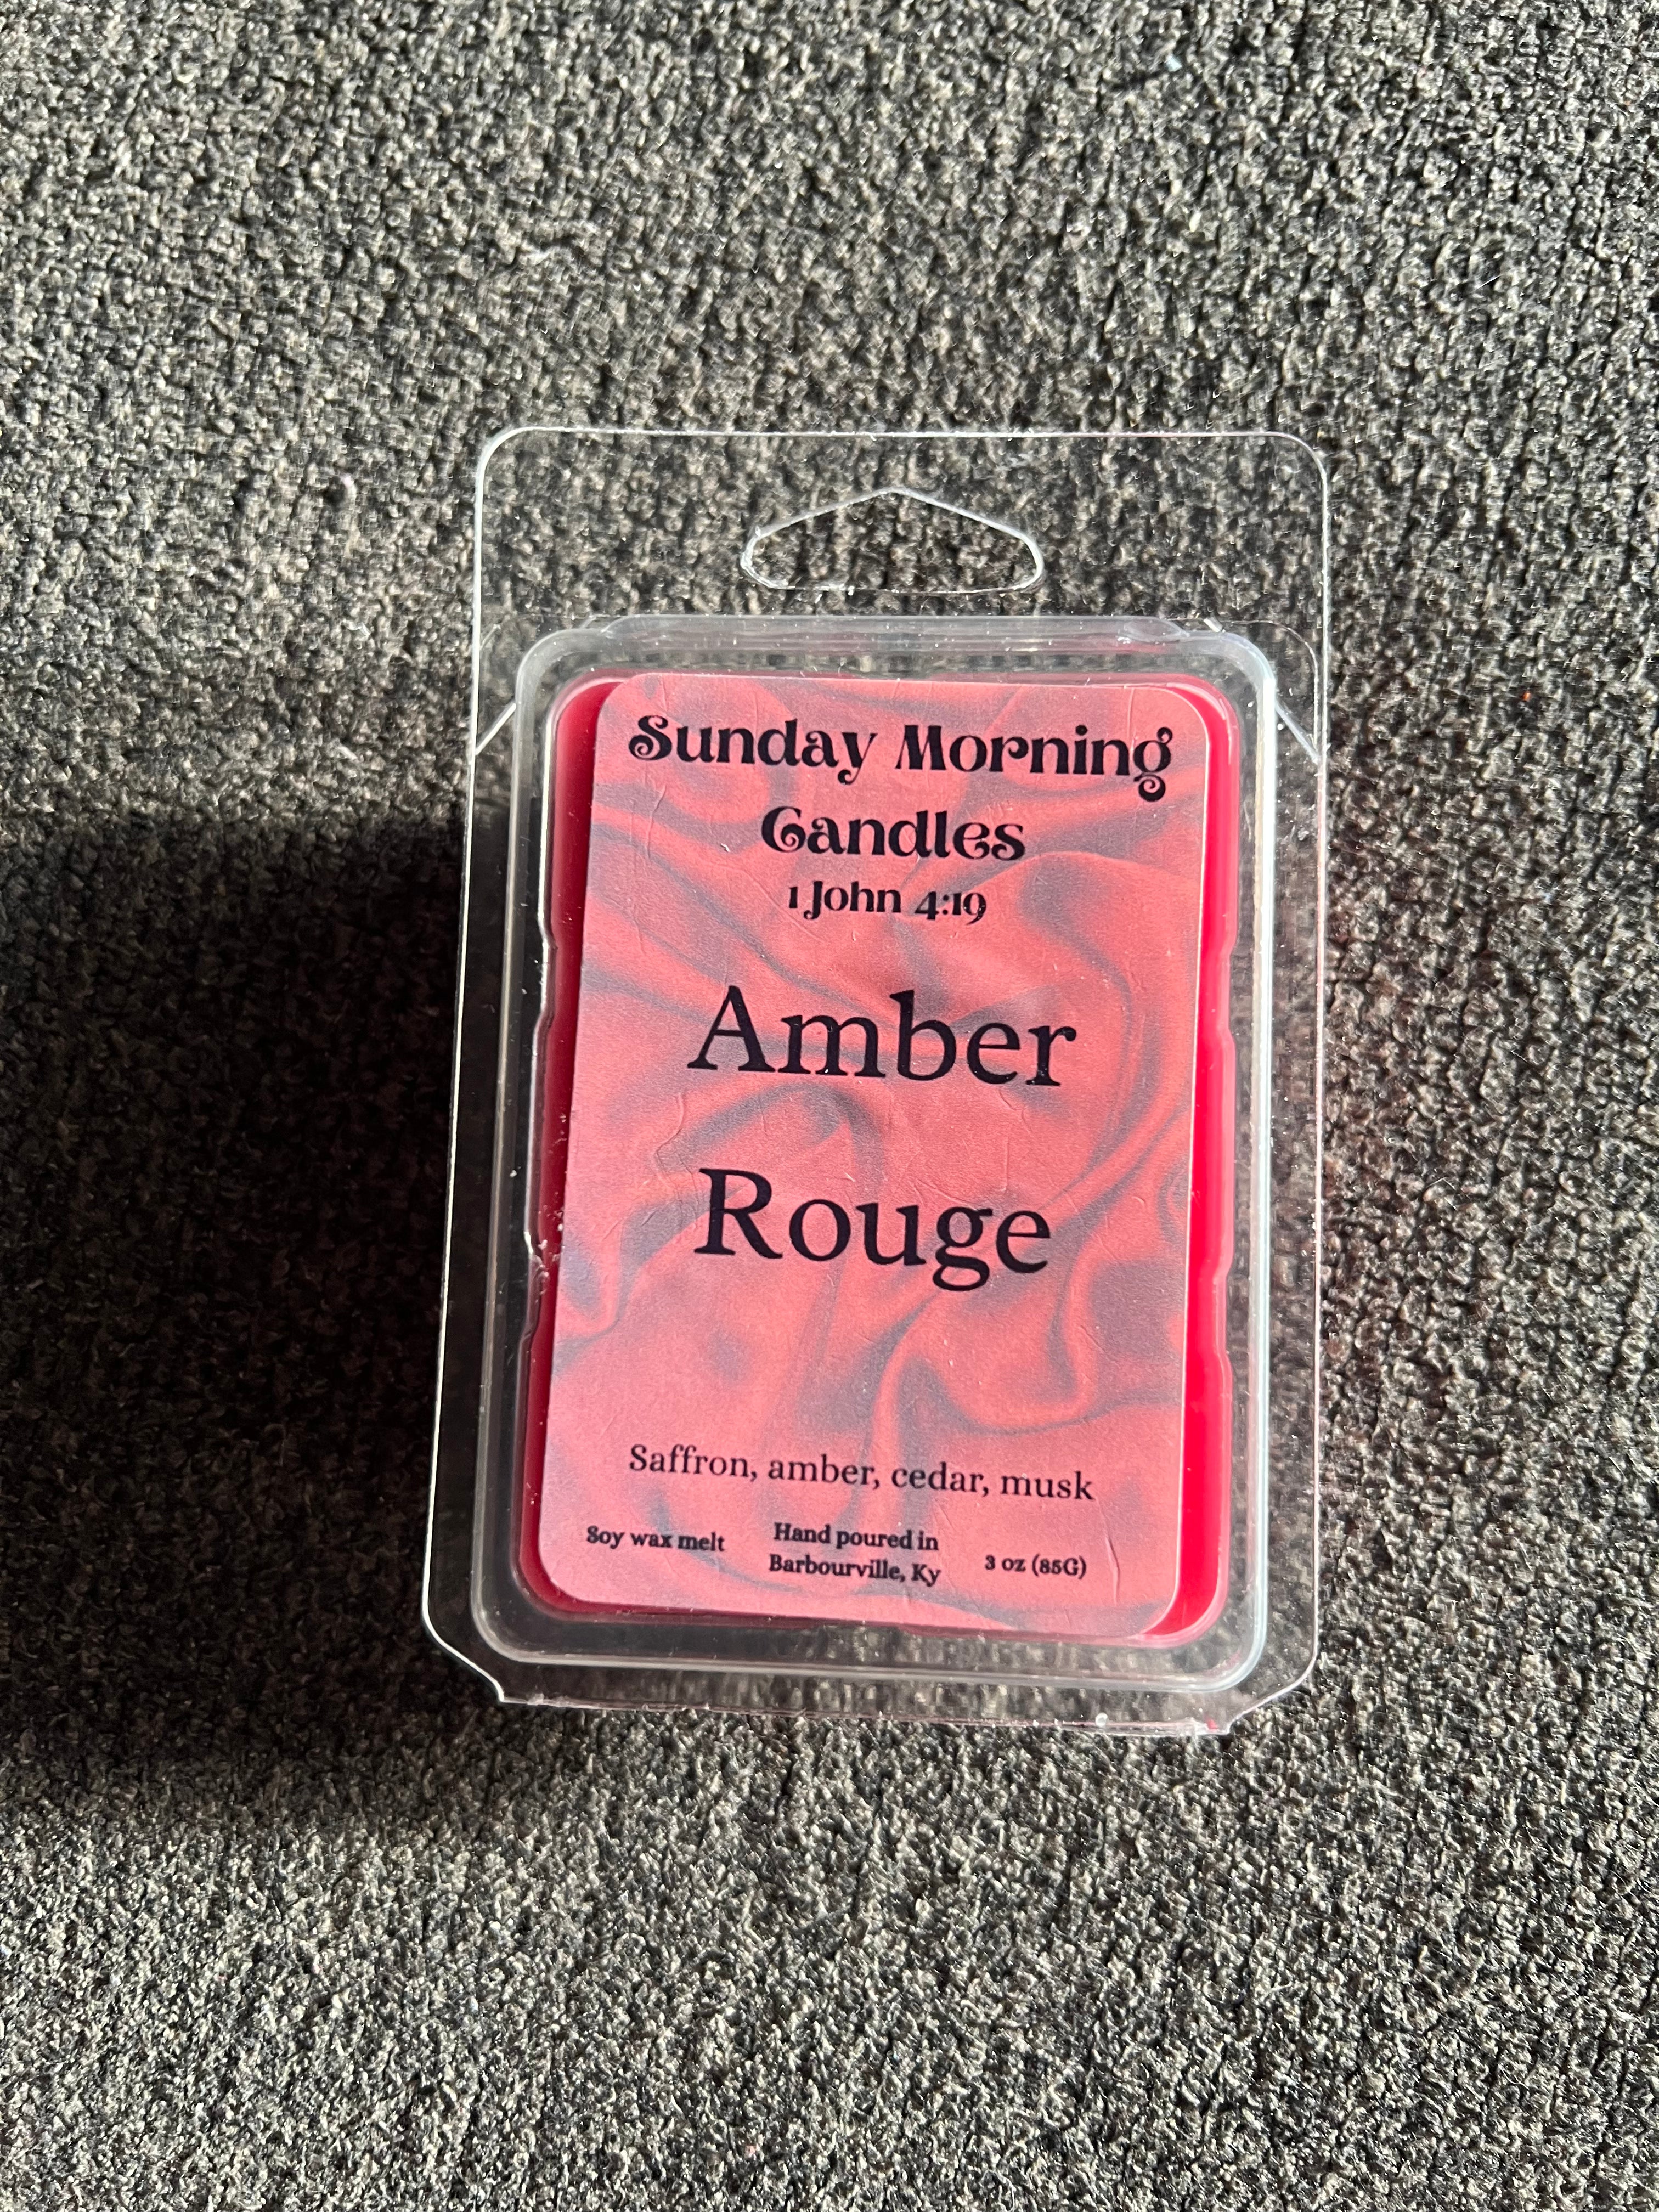 Sunday Morning
Candles
1 John 4:19
Amber
Rouge
Saffron, amber, cedar, musk
Soy wax melt
Hand poured in
Barbourville, Ky
3 oz (85G)